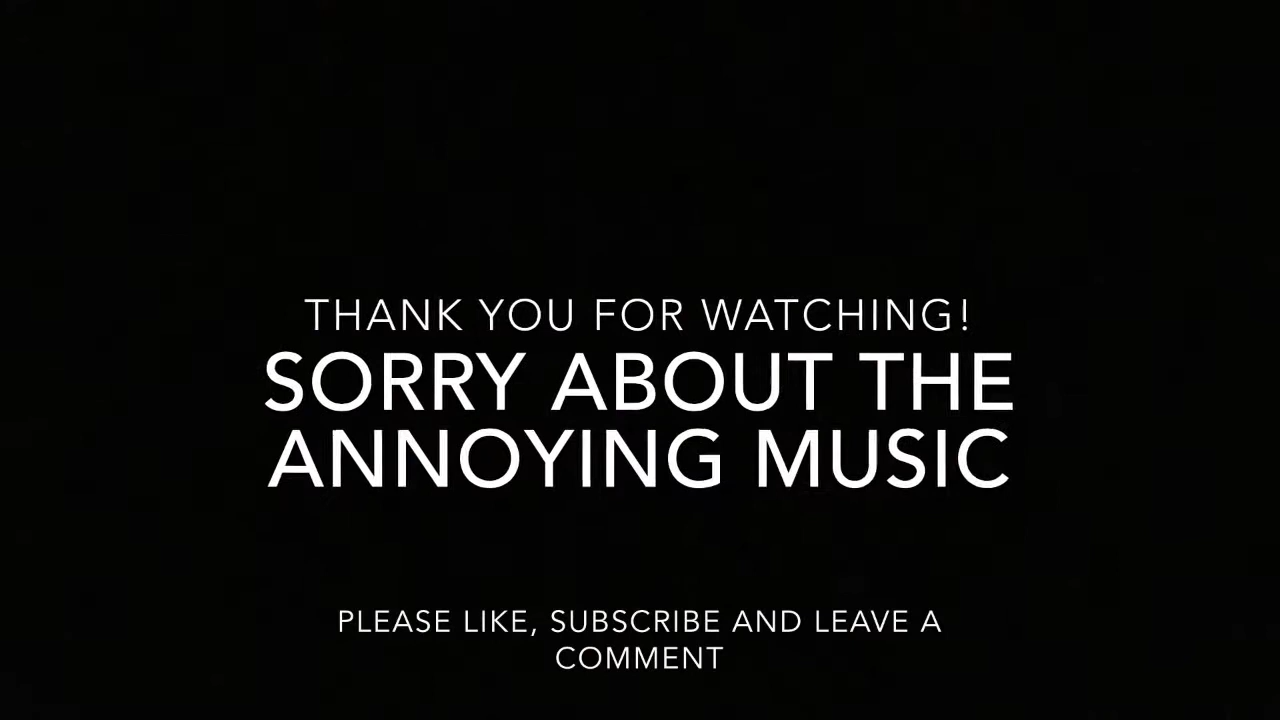 THANK YOU FOR WATCHING!
SORRY ABOUT THE
ANNOYING MUSIC
PLEASE LIKE, SUBSCRIBE AND LEAVE A
COMMENT